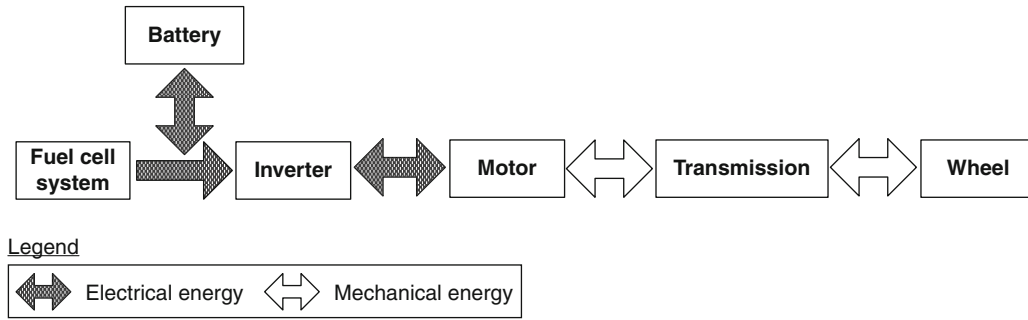 Battery
Fuel cell
system
Inverter
Motor
Transmission
Wheel
Legend
Electrical energy
Mechanical energy